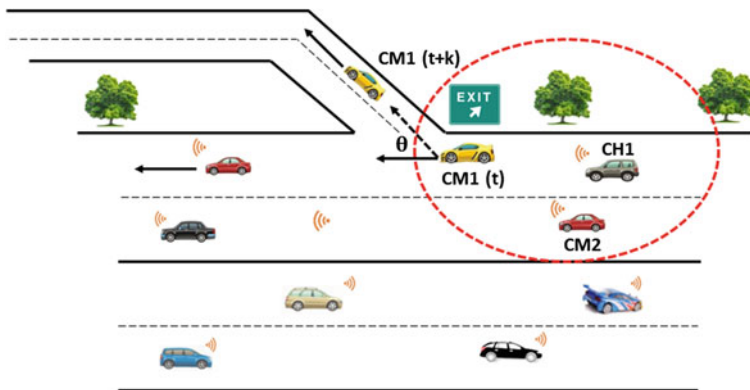 CM1 (t+k)
EXIT
θ
CH1
CM1 (t)
CM2